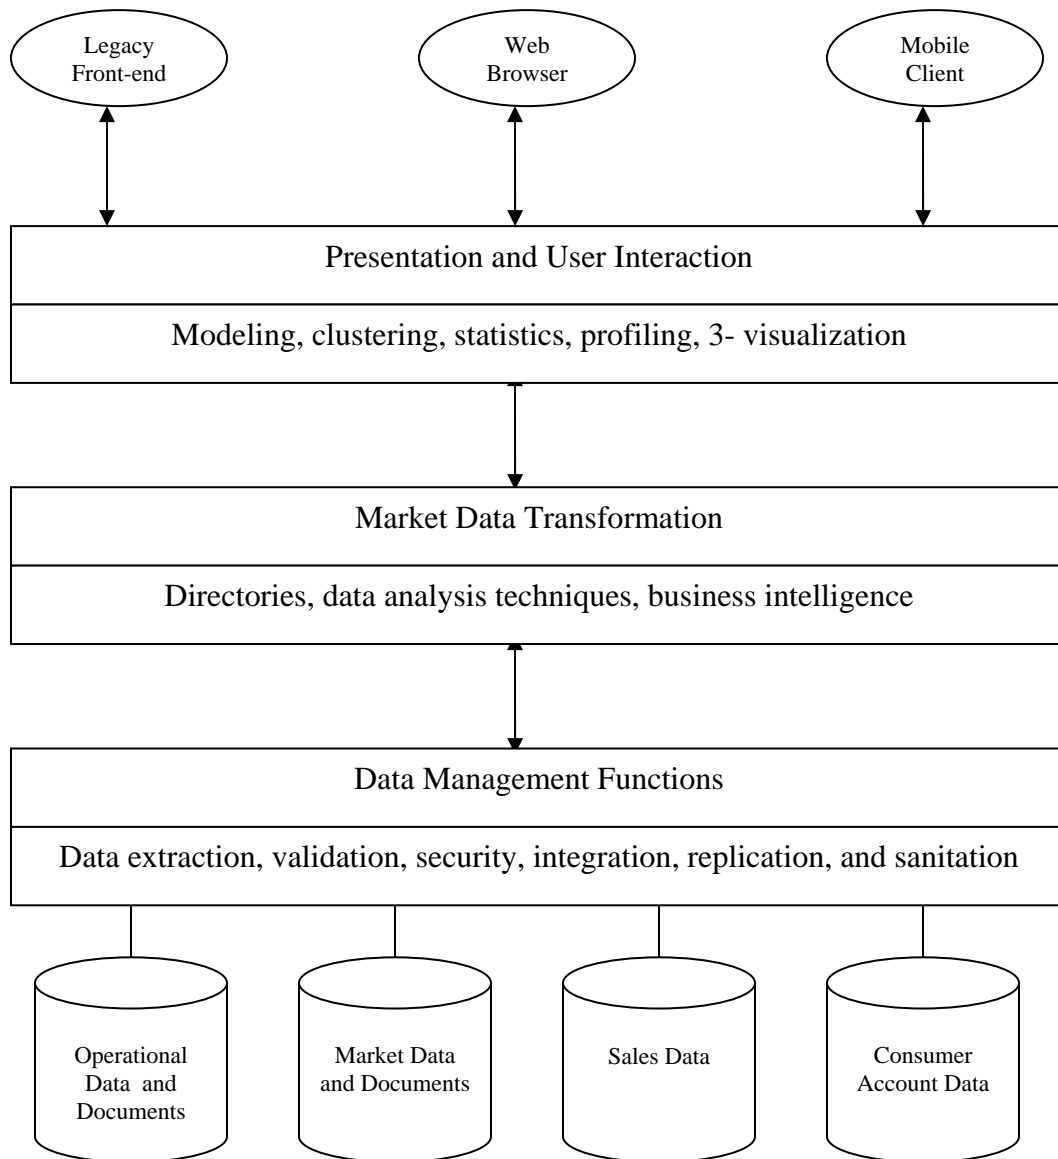 Legacy
Front-end
Web
Browser
Mobile
Client
Presentation and User Interaction
Modeling, clustering, statistics, profiling, 3- visualization
Market Data Transformation
Directories, data analysis techniques, business intelligence
Data Management Functions
Data extraction, validation, security, integration, replication, and sanitation
Operational
Data and
Documents
Market Data
and Documents
Sales Data
Consumer
Account Data